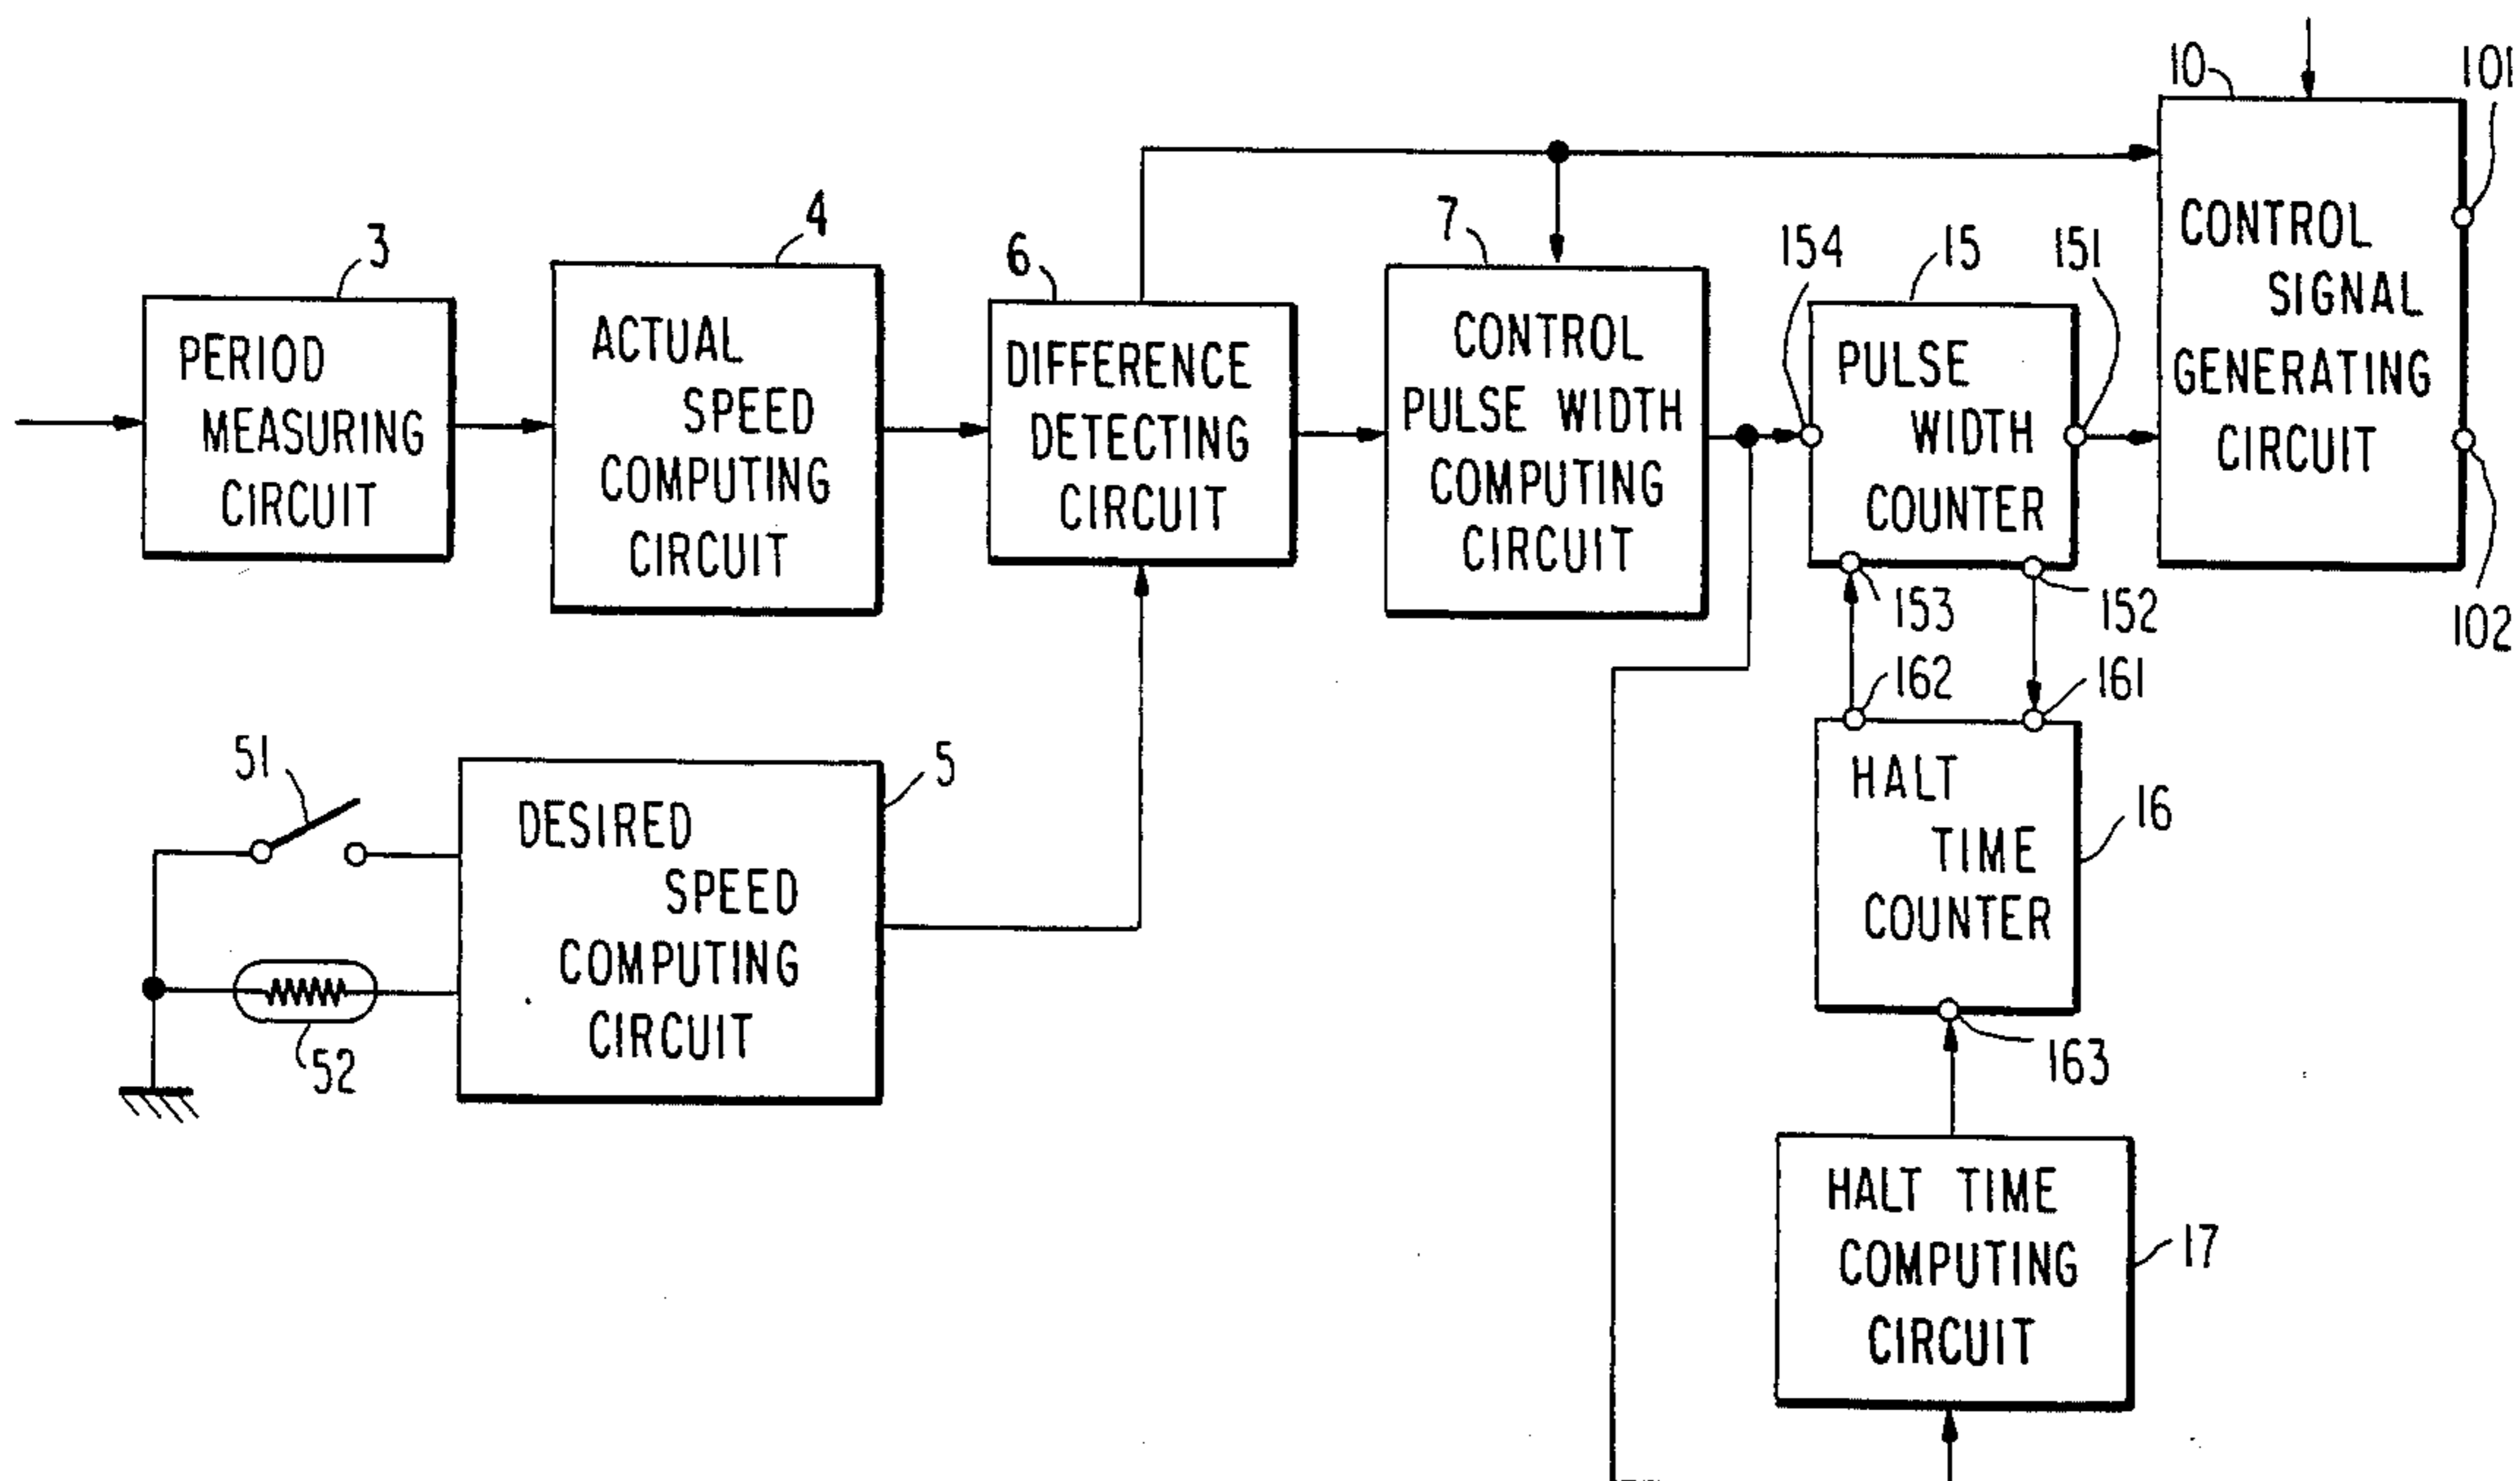 3
PERIOD
MEASURING
CIRCUIT
4
ACTUAL
SPEED
COMPUTING
CIRCUIT
6
DIFFERENCE
DETECTING
CIRCUIT
7
CONTROL
PULSE WIDTH
COMPUTING
CIRCUIT
154
15
151
PULSE
WIDTH
COUNTER
153
152
10
101
CONTROL
SIGNAL
GENERATING
CIRCUIT
102
51
52
5
DESIRED
SPEED
COMPUTING
CIRCUIT
162
161
HALT
TIME
COUNTER
16
163
HALT TIME
COMPUTING
CIRCUIT
17